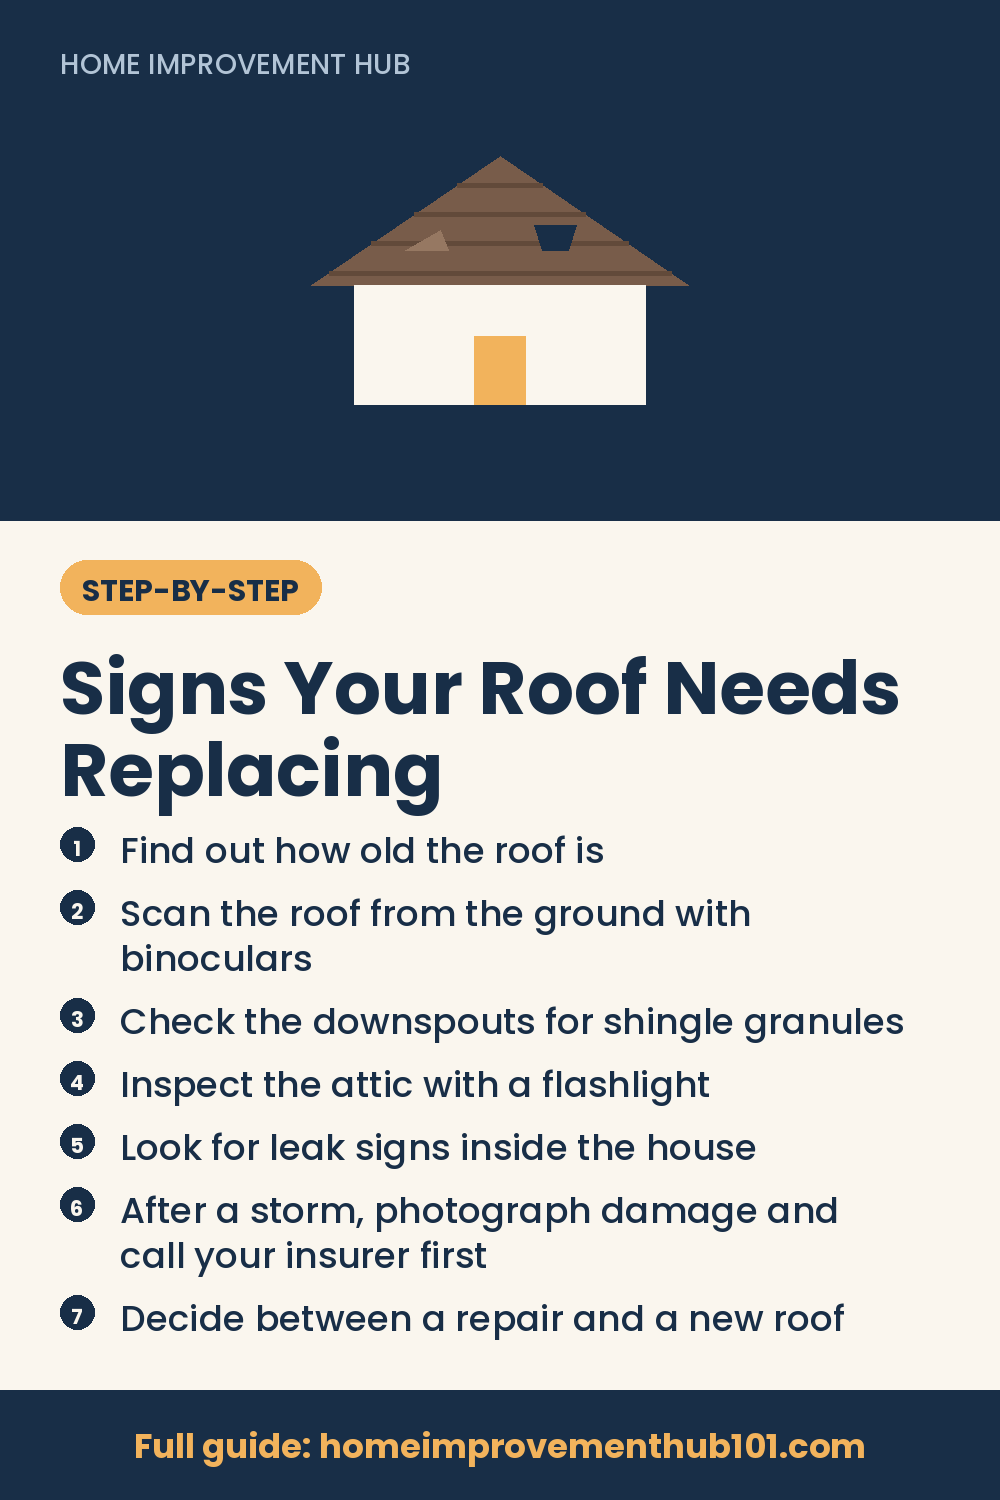 HOME IMPROVEMENT HUB
STEP-BY-STEP
Signs Your Roof Needs
Replacing
1 Find out how old the roof is
2 Scan the roof from the ground with
binoculars
3 Check the downspouts for shingle granules
4 Inspect the attic with a flashlight
5 Look for leak signs inside the house
6 After a storm, photograph damage and
call your insurer first
7 Decide between a repair and a new roof
Full guide: homeimprovementhub101.com